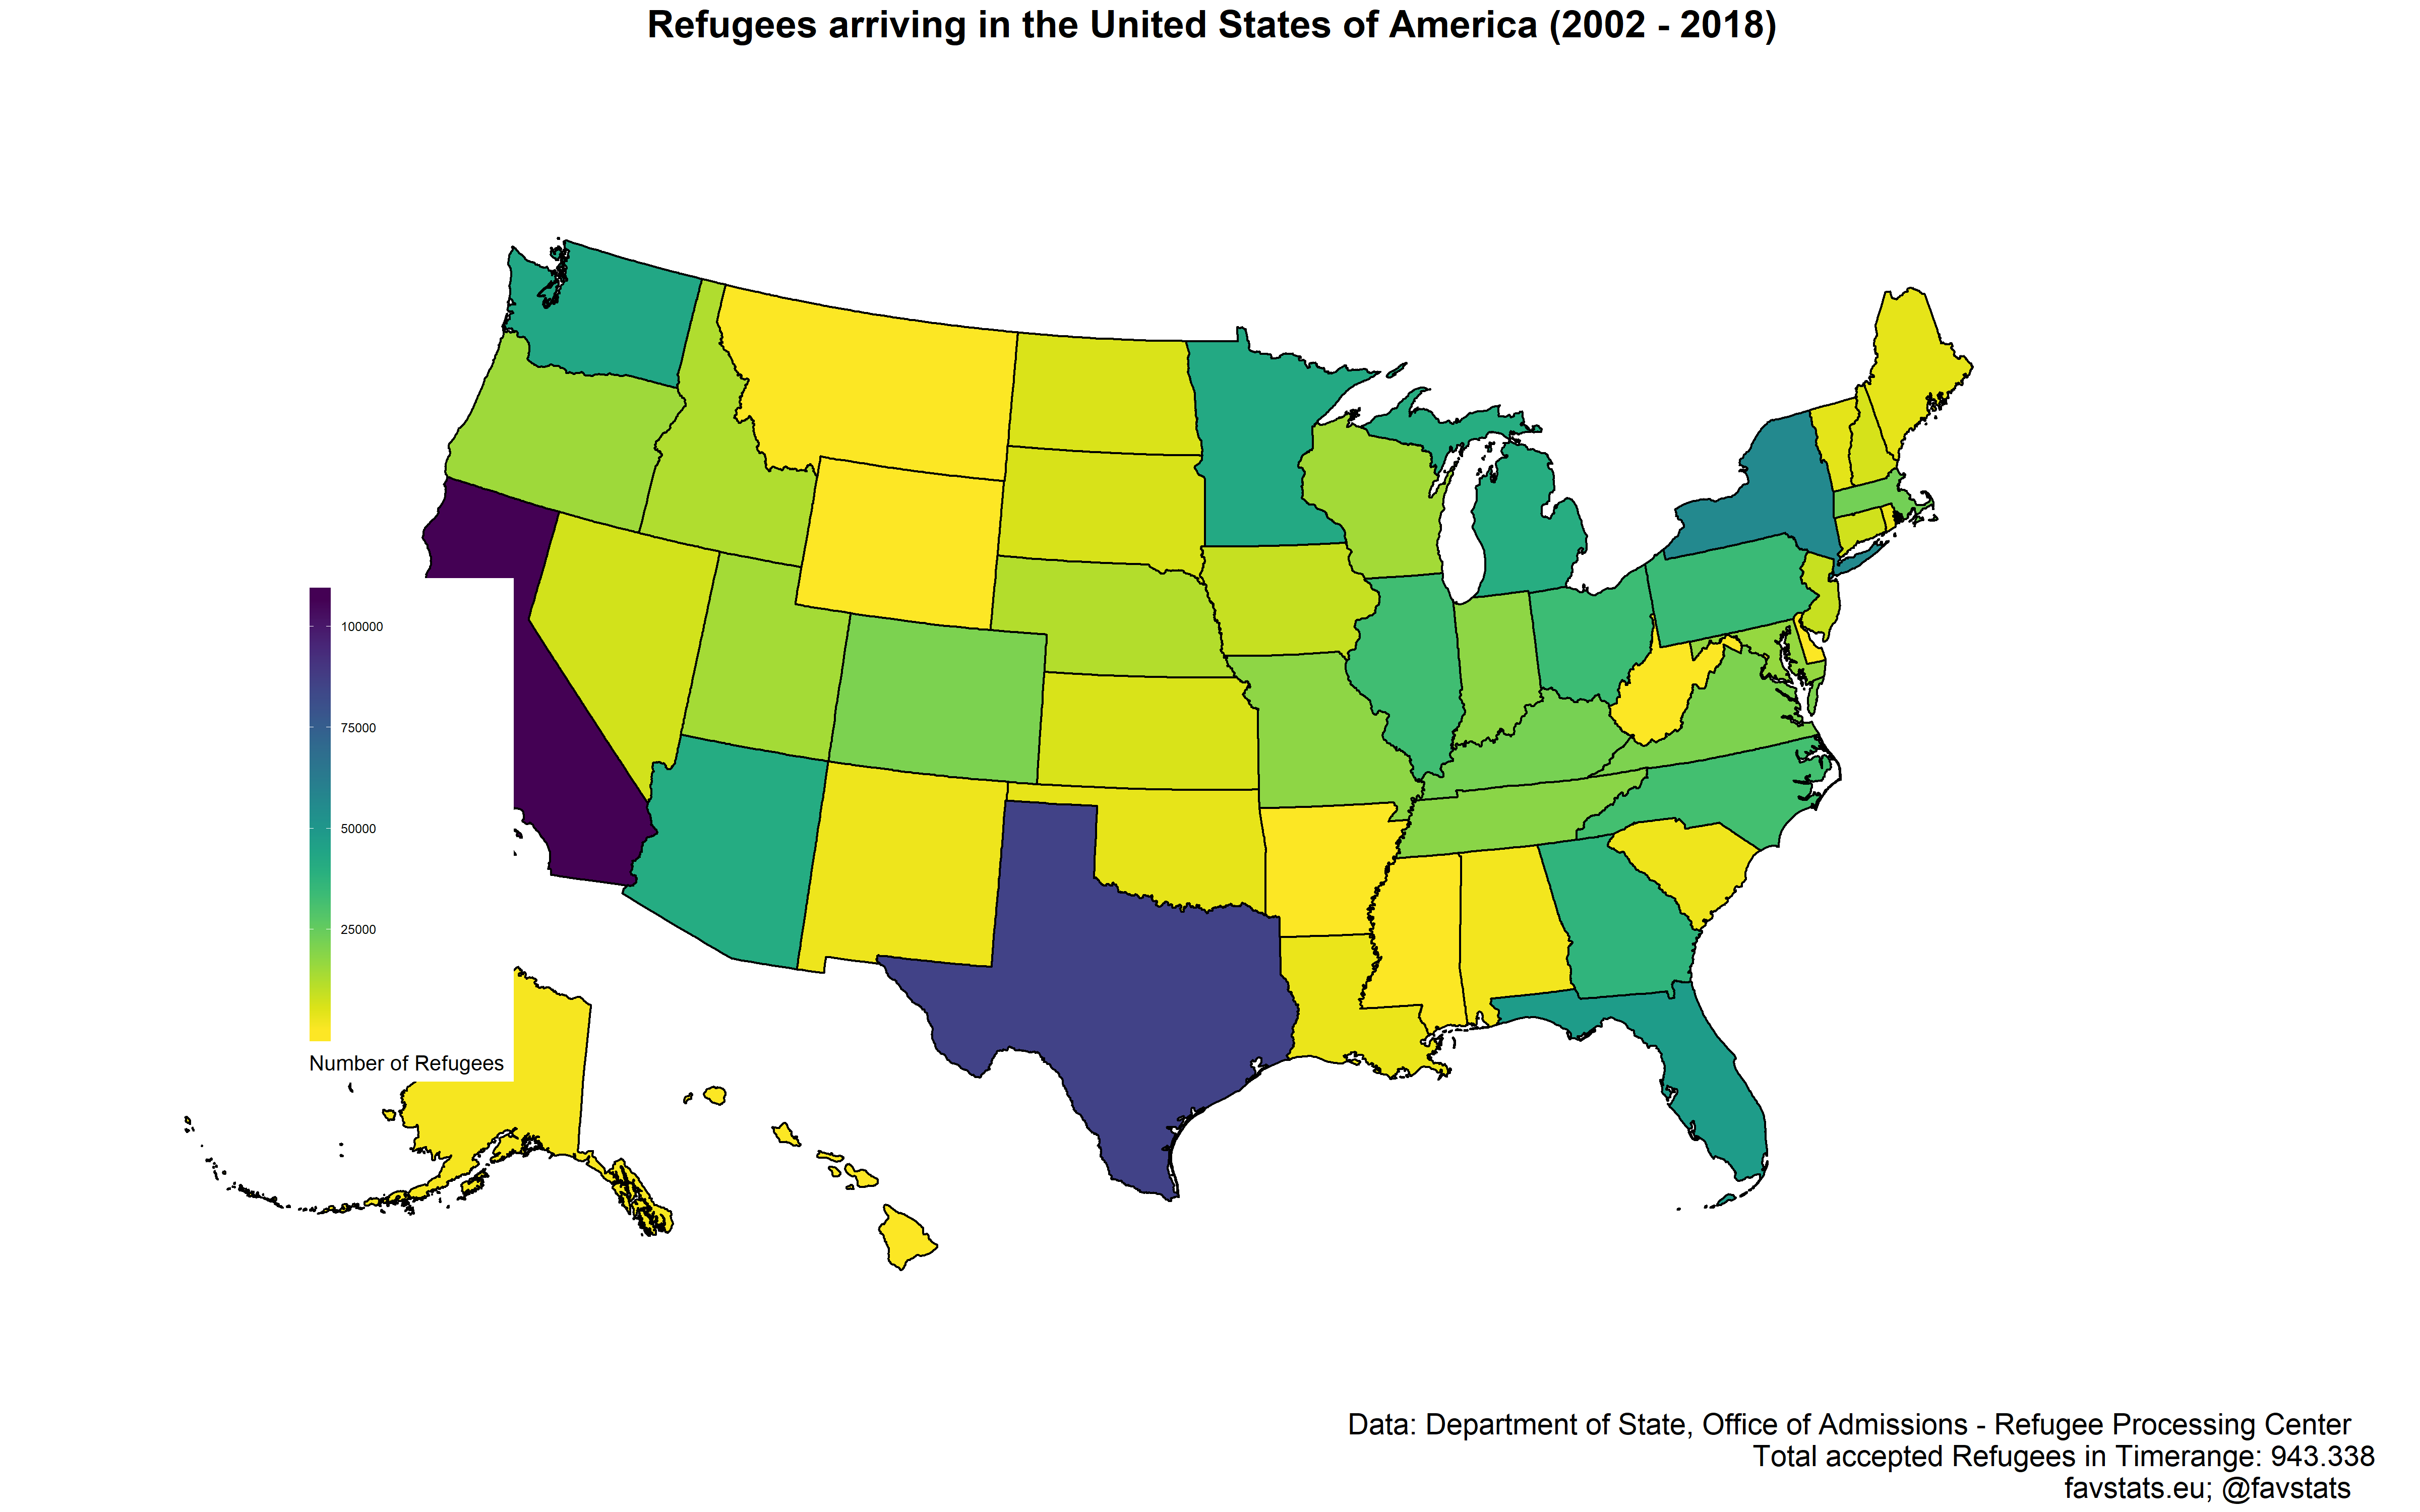 Refugees arriving in the United States of America (2002 - 2018)
100000
75000
50000
25000
Number of Refugees
Data: Department of State, Office of Admissions - Refugee Processing Center
Total accepted Refugees in Timerange: 943.338
favstats.eu; @favstats